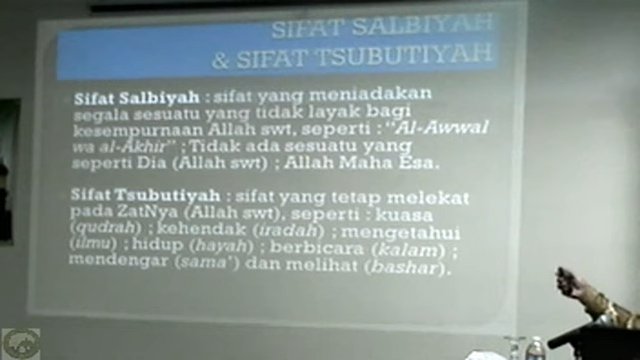 SIFAT SALBIYAH
& SIFAT TSUBUTIYAH
Sifat Salbiyah : sifat yang meniadakan
segala sesuatu yang tidak layak bagi
kesempurnaan Allah swt, seperti : "Al-Awwal
wa al-Âkhir" ; Tidak ada sesuatu yang
seperti Dia (Allah swt) ; Allah Maha Esa.
Sifat Tsubutiyah : sifat yang tetap melekat
pada ZatNya (Allah swt), seperti : kuasa
(qudrah) ; kehendak (iradah) ; mengetahui
(ilmu) ; hidup (hayah) ; berbicara (kalam) ;
mendengar (sama') dan melihat (bashar).